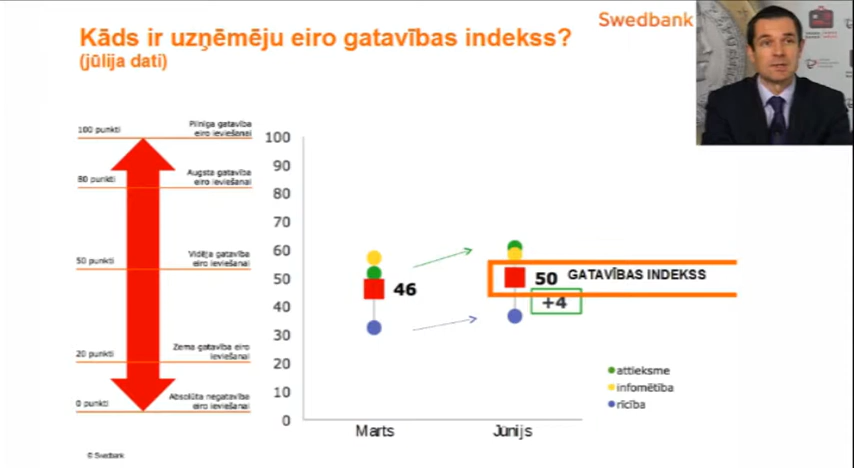 Swedbank
Kāds ir uzņēmēju eiro gatavības indekss?
(jūlija dati)
100 punkti
Pilnīga gatavība
eiro ieviešanai
80 punkti
Augsta gatavība
eiro ieviešanai
50 punkti
Vidēja gatavība
eiro ieviešanai
20 punkti
Zema gatavība eiro
ieviešanai
0 punkti
Absolūta negatavība
eiro ieviešanai
100
90
80
70
60
50
40
30
20
10
0
46
50
GATAVĪBAS INDEKSS
+4
attieksme
infomētība
rīcība
Marts
Jūnijs
© Swedbank